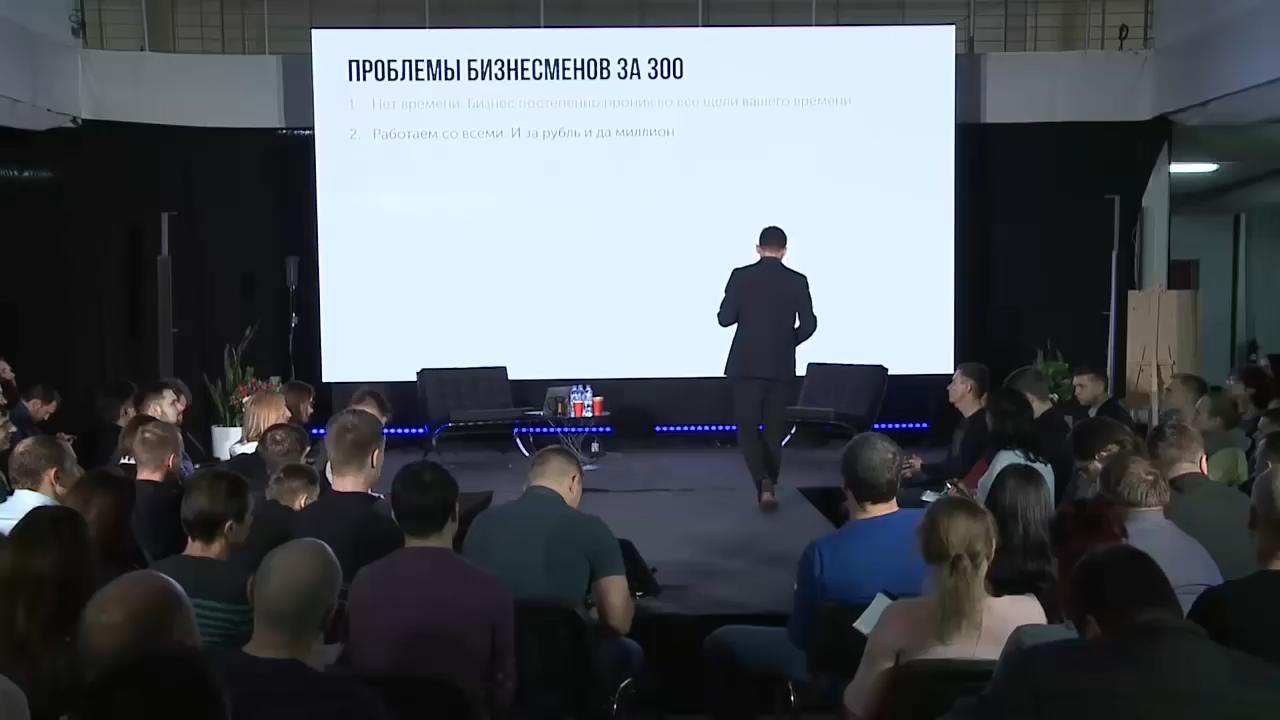 ПРОБЛЕМЫ БИЗНЕСМЕНОВ ЗА 300
1. Нет времени. Бизнес постепенно проник во все щели вашего времени
2. Работаем со всеми. И за рубль и да миллион